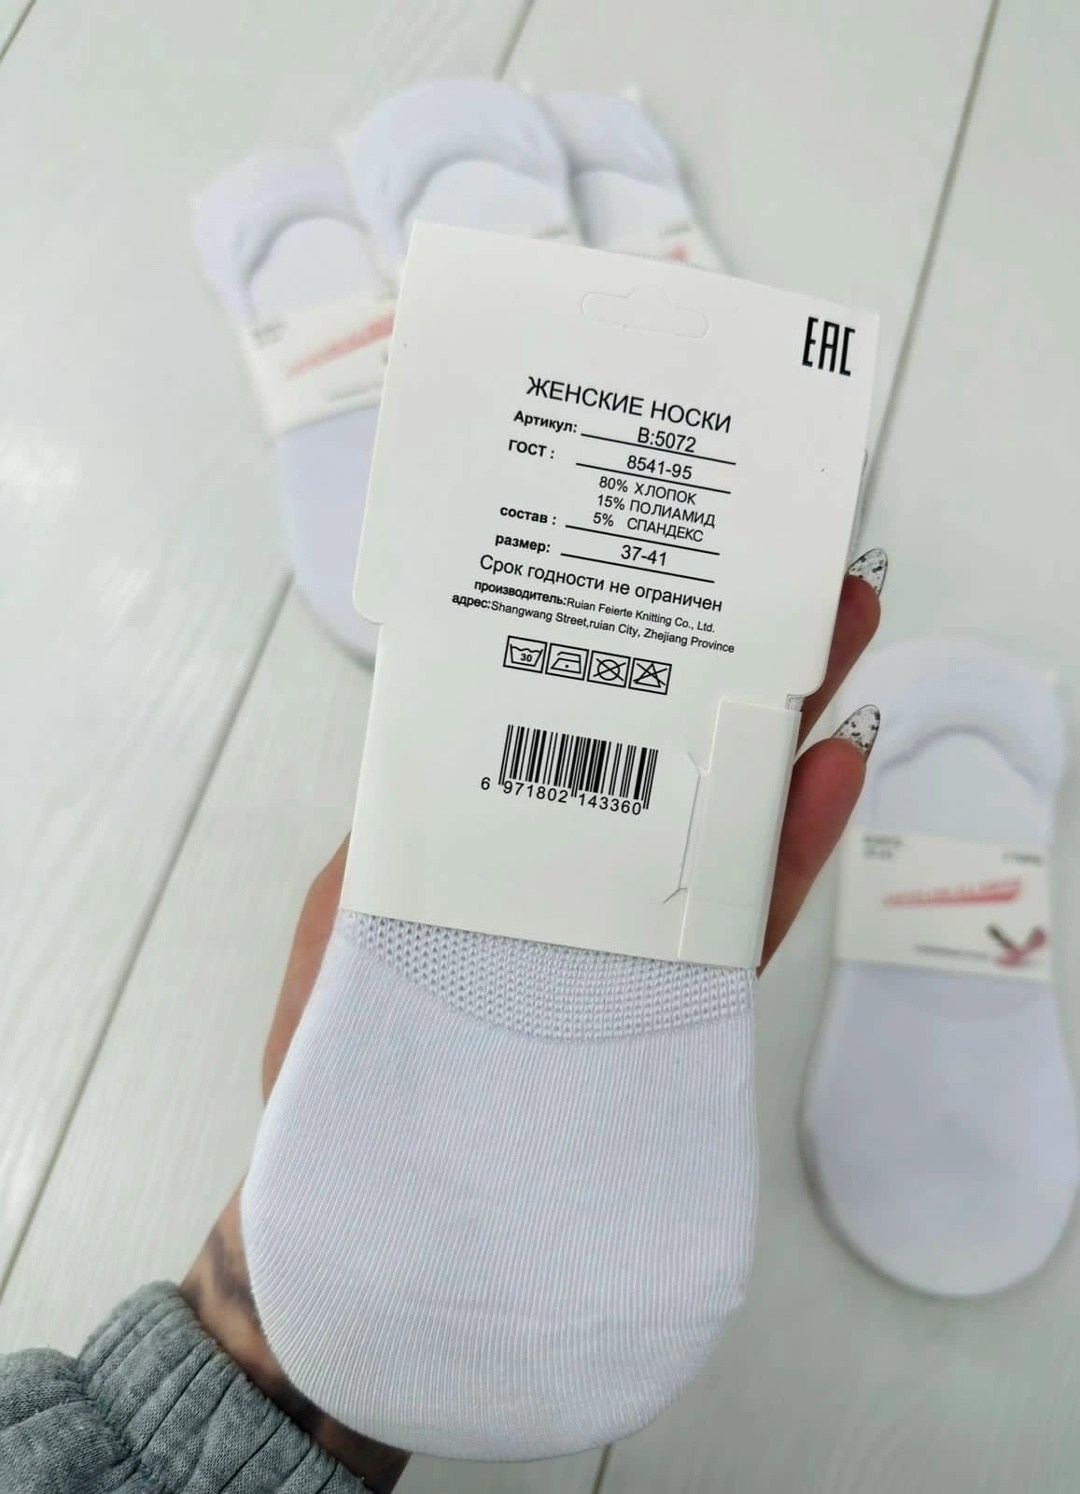 EAC
ЖЕНСКИЕ НОСКИ
Артикул: B:5072
ГОСТ : 8541-95
80% ХЛОПОК
15% ПОЛИАМИД
состав : 5% СПАНДЕКС
размер: 37-41
Срок годности не ограничен
производитель:Ruian Feierte Knitting Co., Ltd.
адрес:Shangwang Street,ruian City, Zhejiang Province
30
6 971802 143360